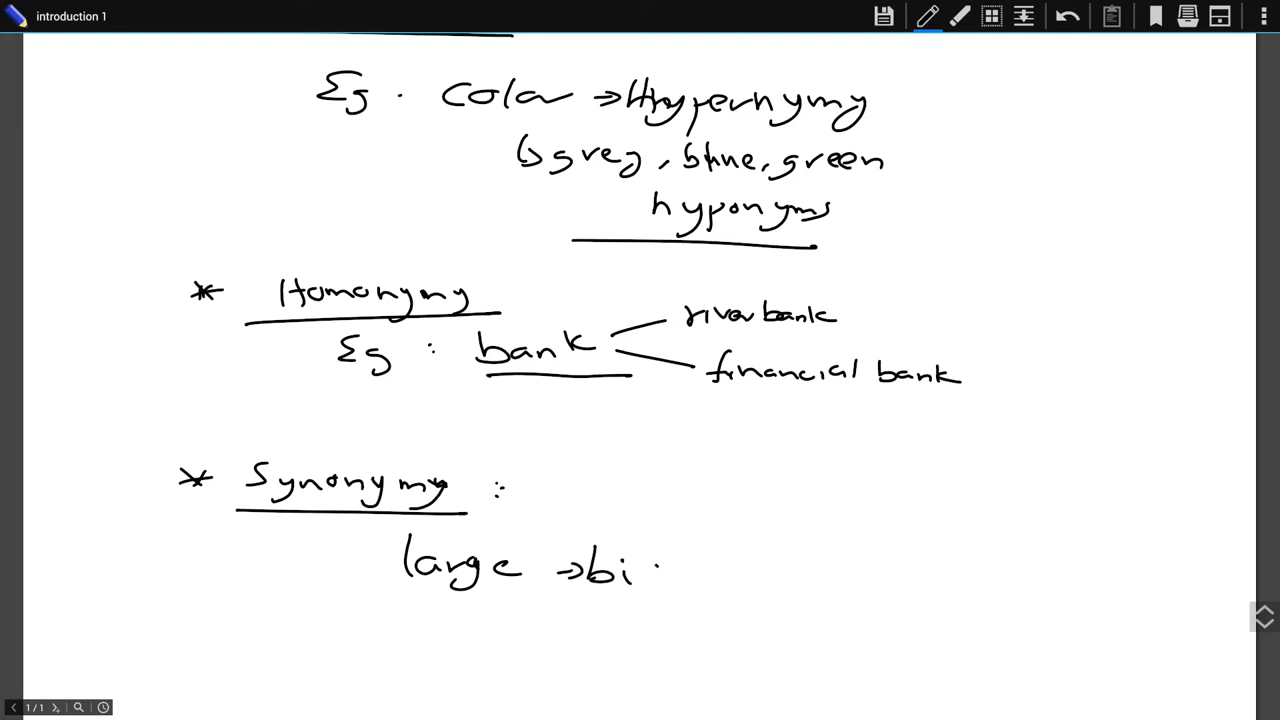 introduction 1
Eg. Color → Hypernymy
↳ grey, blue, green
hyponyms
* Homonymy
Eg : bank
river bank
financial bank
* Synonymy :
large → bi
1/1